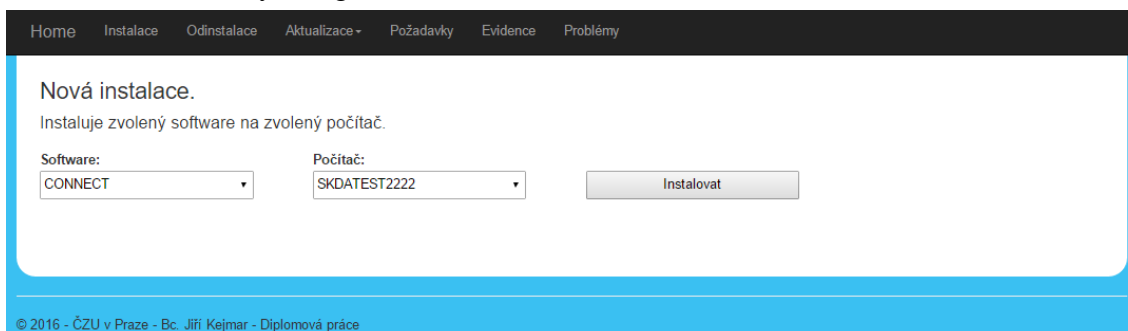 Home Instalace Odinstalace Aktualizace Požadavky Evidence Problémy
Nová instalace.
Instaluje zvolený software na zvolený počítač.
Software: Počítač:
CONNECT SKDATEST2222 Instalovat
© 2016 - ČZU v Praze - Bc. Jiří Kejmar - Diplomová práce